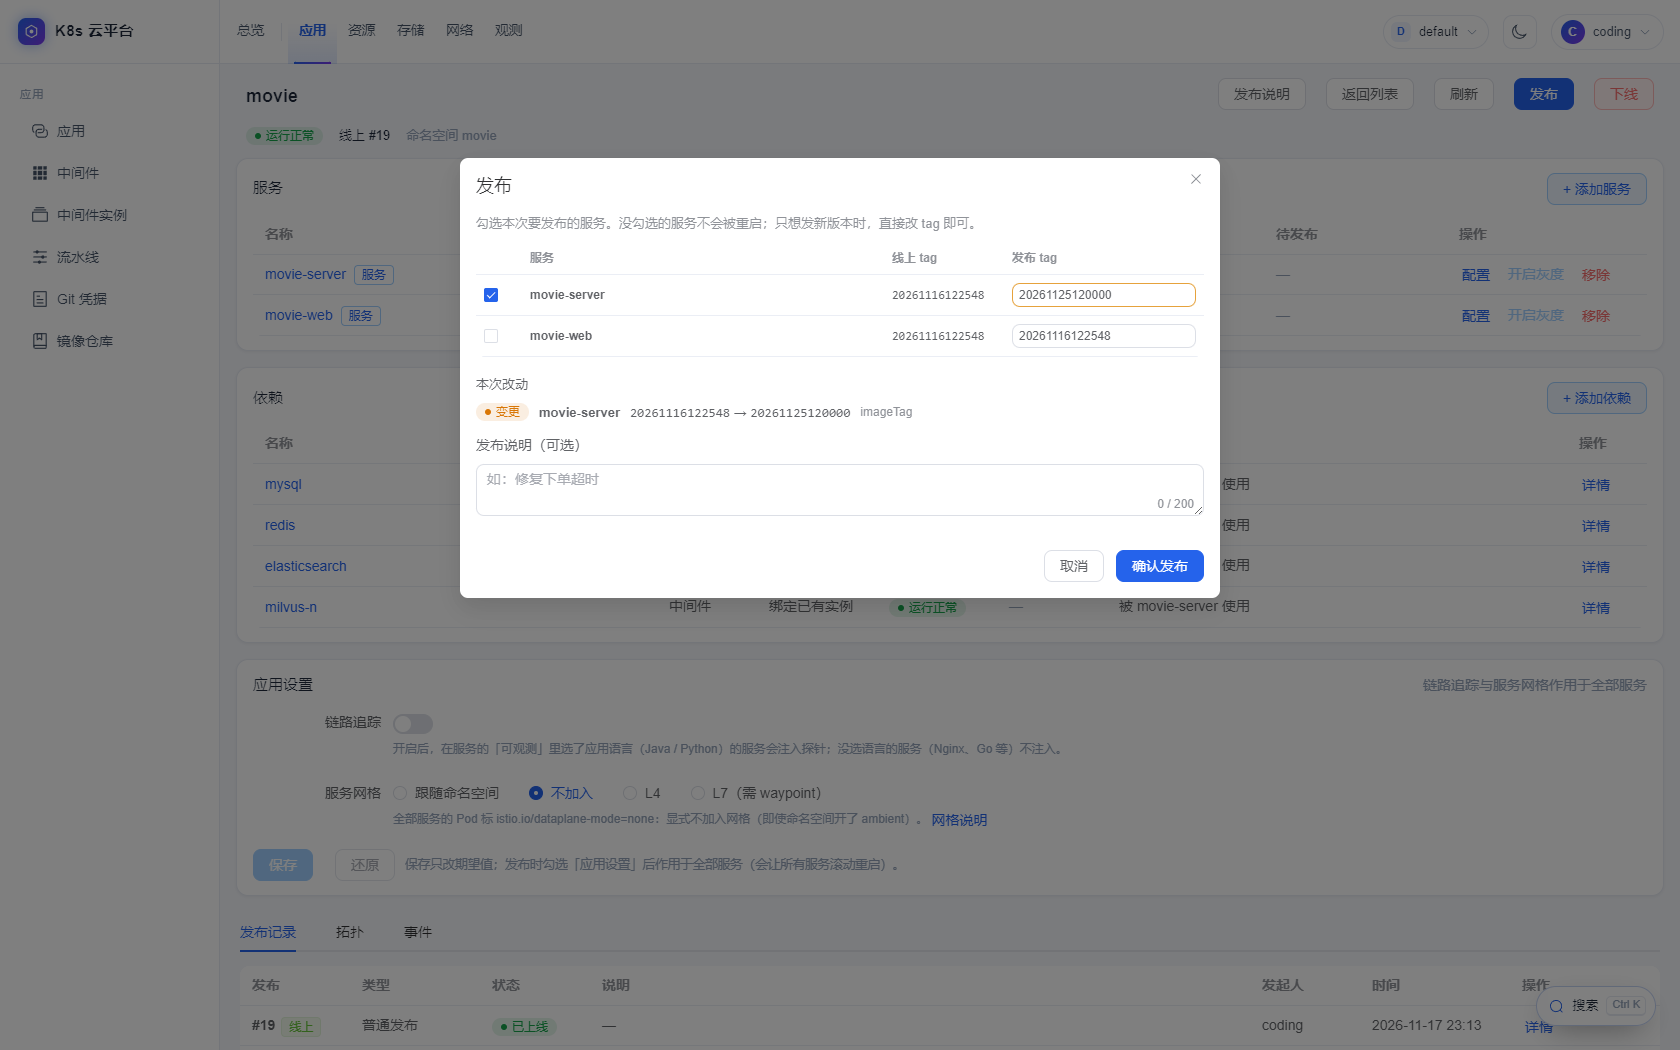 K8s 云平台
总览 应用 资源 存储 网络 观测
D default
C coding
应用
应用
中间件
中间件实例
流水线
Git 凭据
镜像仓库
movie
发布说明 返回列表 刷新 发布 下线
运行正常 线上 #19 命名空间 movie
服务
+ 添加服务
名称 待发布 操作
movie-server 服务 — 配置 开启灰度 移除
movie-web 服务 — 配置 开启灰度 移除
发布
勾选本次要发布的服务。没勾选的服务不会被重启；只想发新版本时，直接改 tag 即可。
服务 线上 tag 发布 tag
movie-server 20261116122548 20261125120000
movie-web 20261116122548 20261116122548
本次改动
变更 movie-server 20261116122548 → 20261125120000 imageTag
发布说明（可选）
如：修复下单超时
0 / 200
取消 确认发布
依赖
+ 添加依赖
名称 操作
mysql 使用 详情
redis 使用 详情
elasticsearch 使用 详情
milvus-n 中间件 绑定已有实例 运行正常 — 被 movie-server 使用 详情
应用设置
链路追踪与服务网格作用于全部服务
链路追踪
开启后，在服务的「可观测」里选了应用语言（Java / Python）的服务会注入探针；没选语言的服务（Nginx、Go 等）不注入。
服务网格 跟随命名空间 不加入 L4 L7（需 waypoint）
全部服务的 Pod 标 istio.io/dataplane-mode=none：显式不加入网格（即使命名空间开了 ambient）。 网格说明
保存 还原 保存只改期望值；发布时勾选「应用设置」后作用于全部服务（会让所有服务滚动重启）。
发布记录 拓扑 事件
发布 类型 状态 说明 发起人 时间 操作
#19 线上 普通发布 已上线 — coding 2026-11-17 23:13 详情
搜索 Ctrl K